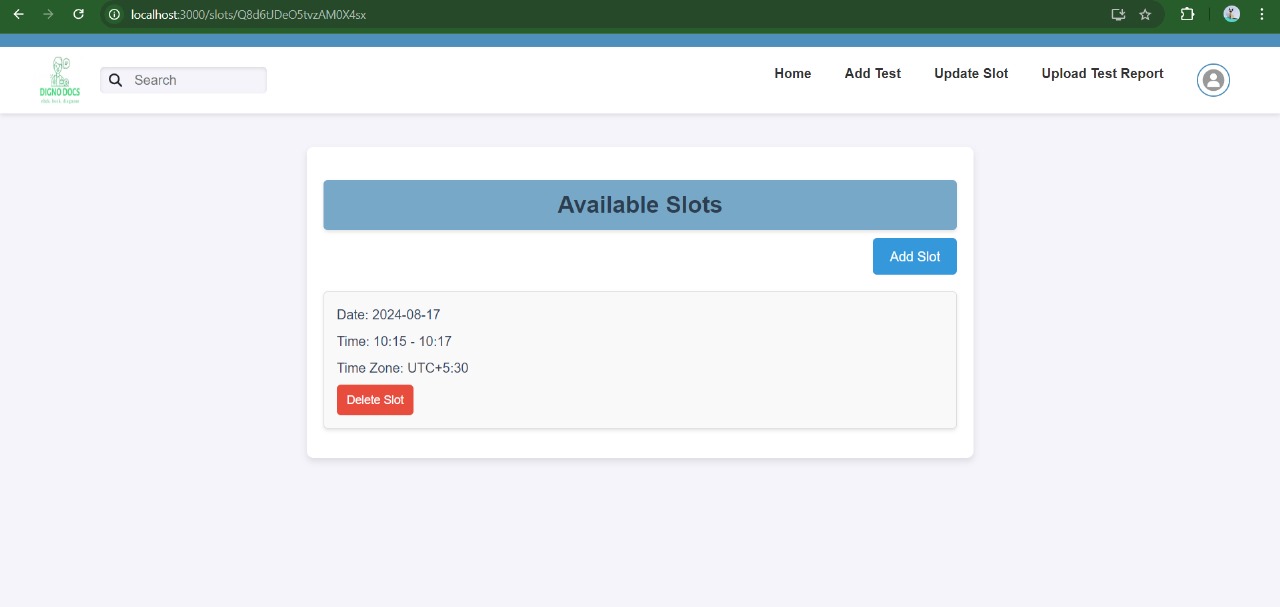 localhost:3000/slots/Q8d6tJDeO5tvzAM0X4sx
DIGNO DOCS
Search
Home
Add Test
Update Slot
Upload Test Report
Available Slots
Add Slot
Date: 2024-08-17
Time: 10:15 - 10:17
Time Zone: UTC+5:30
Delete Slot